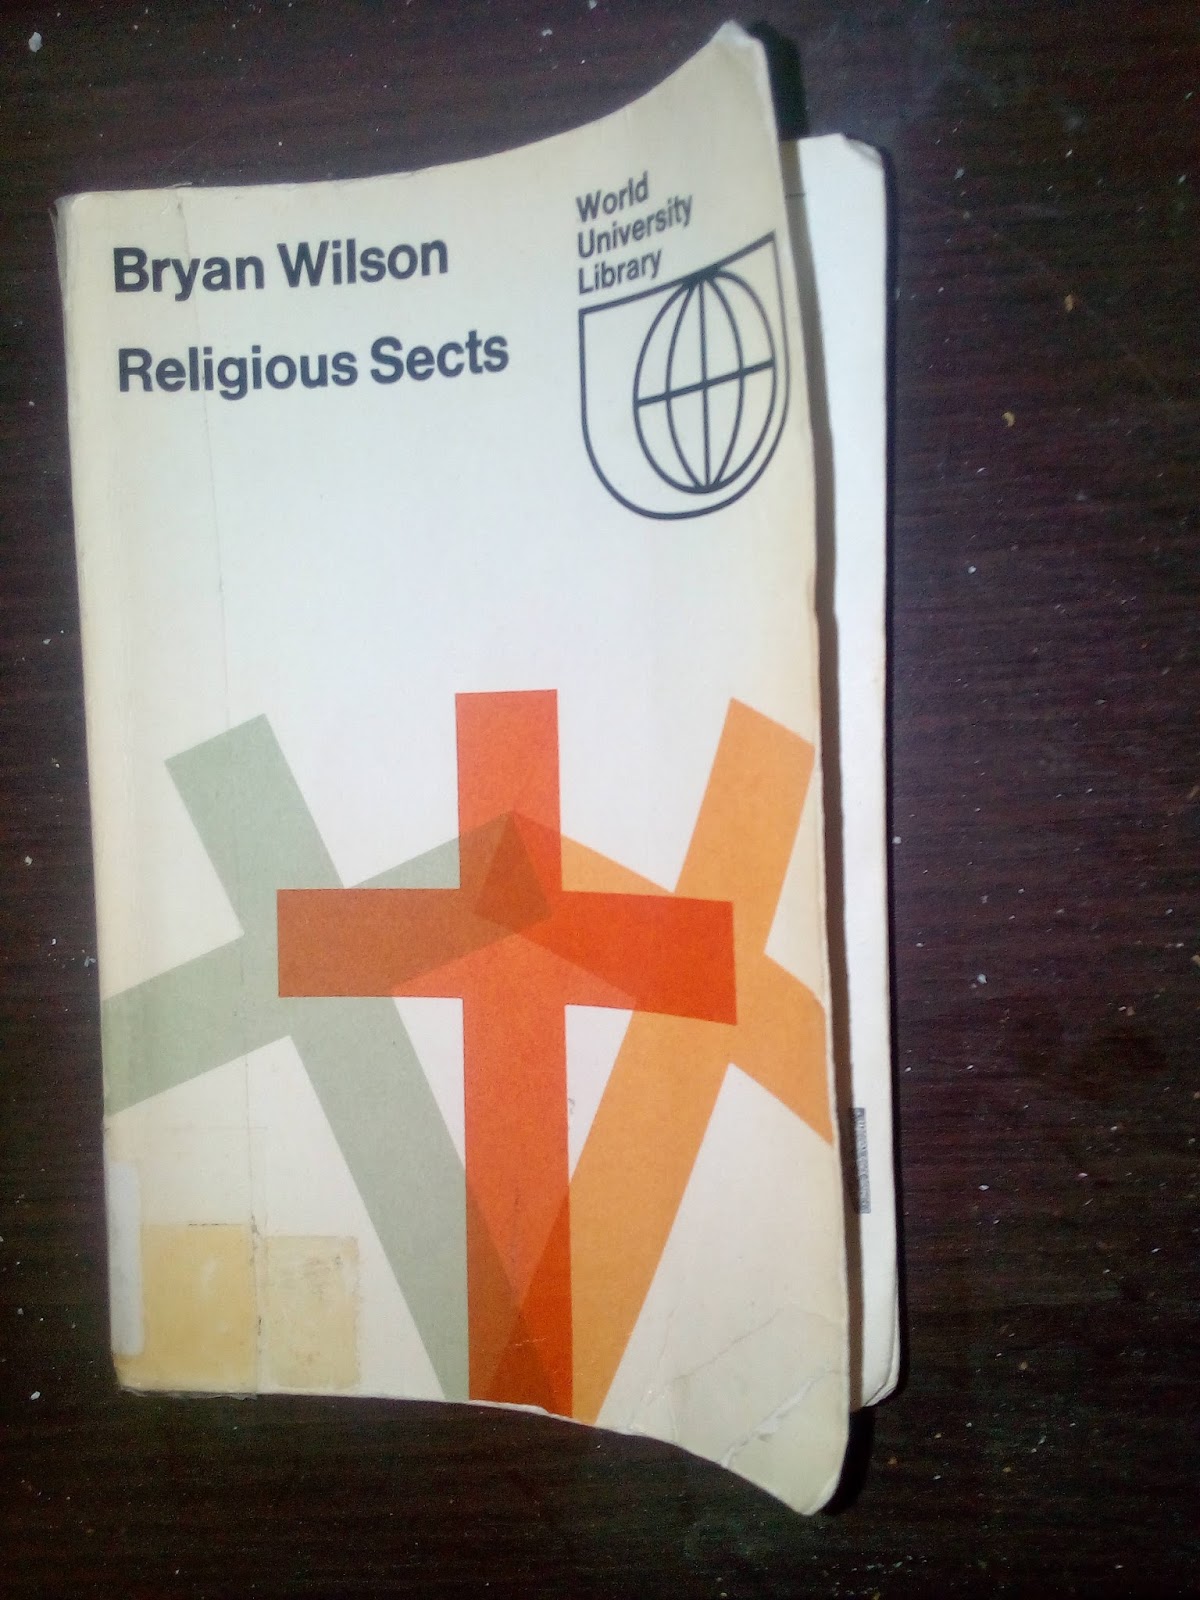 Bryan Wilson
Religious Sects
World
University
Library